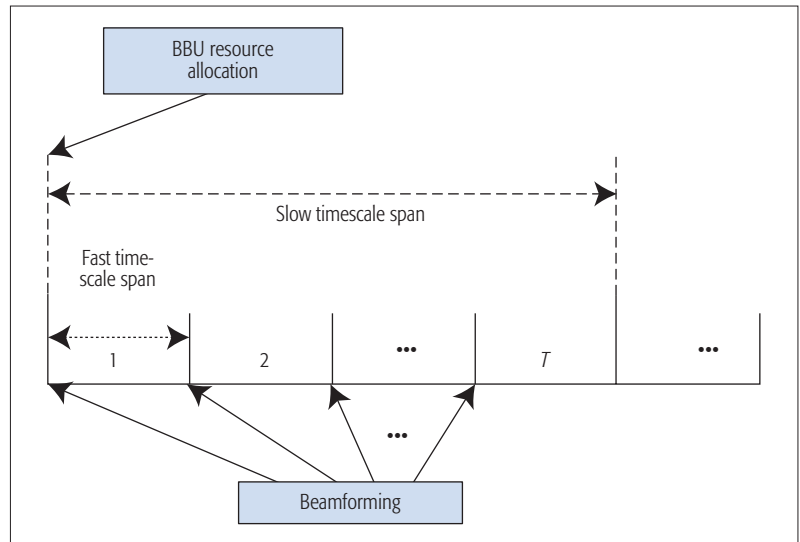 BBU resource
allocation
Slow timescale span
Fast time-
scale span
1
2
•••
T
•••
•••
Beamforming